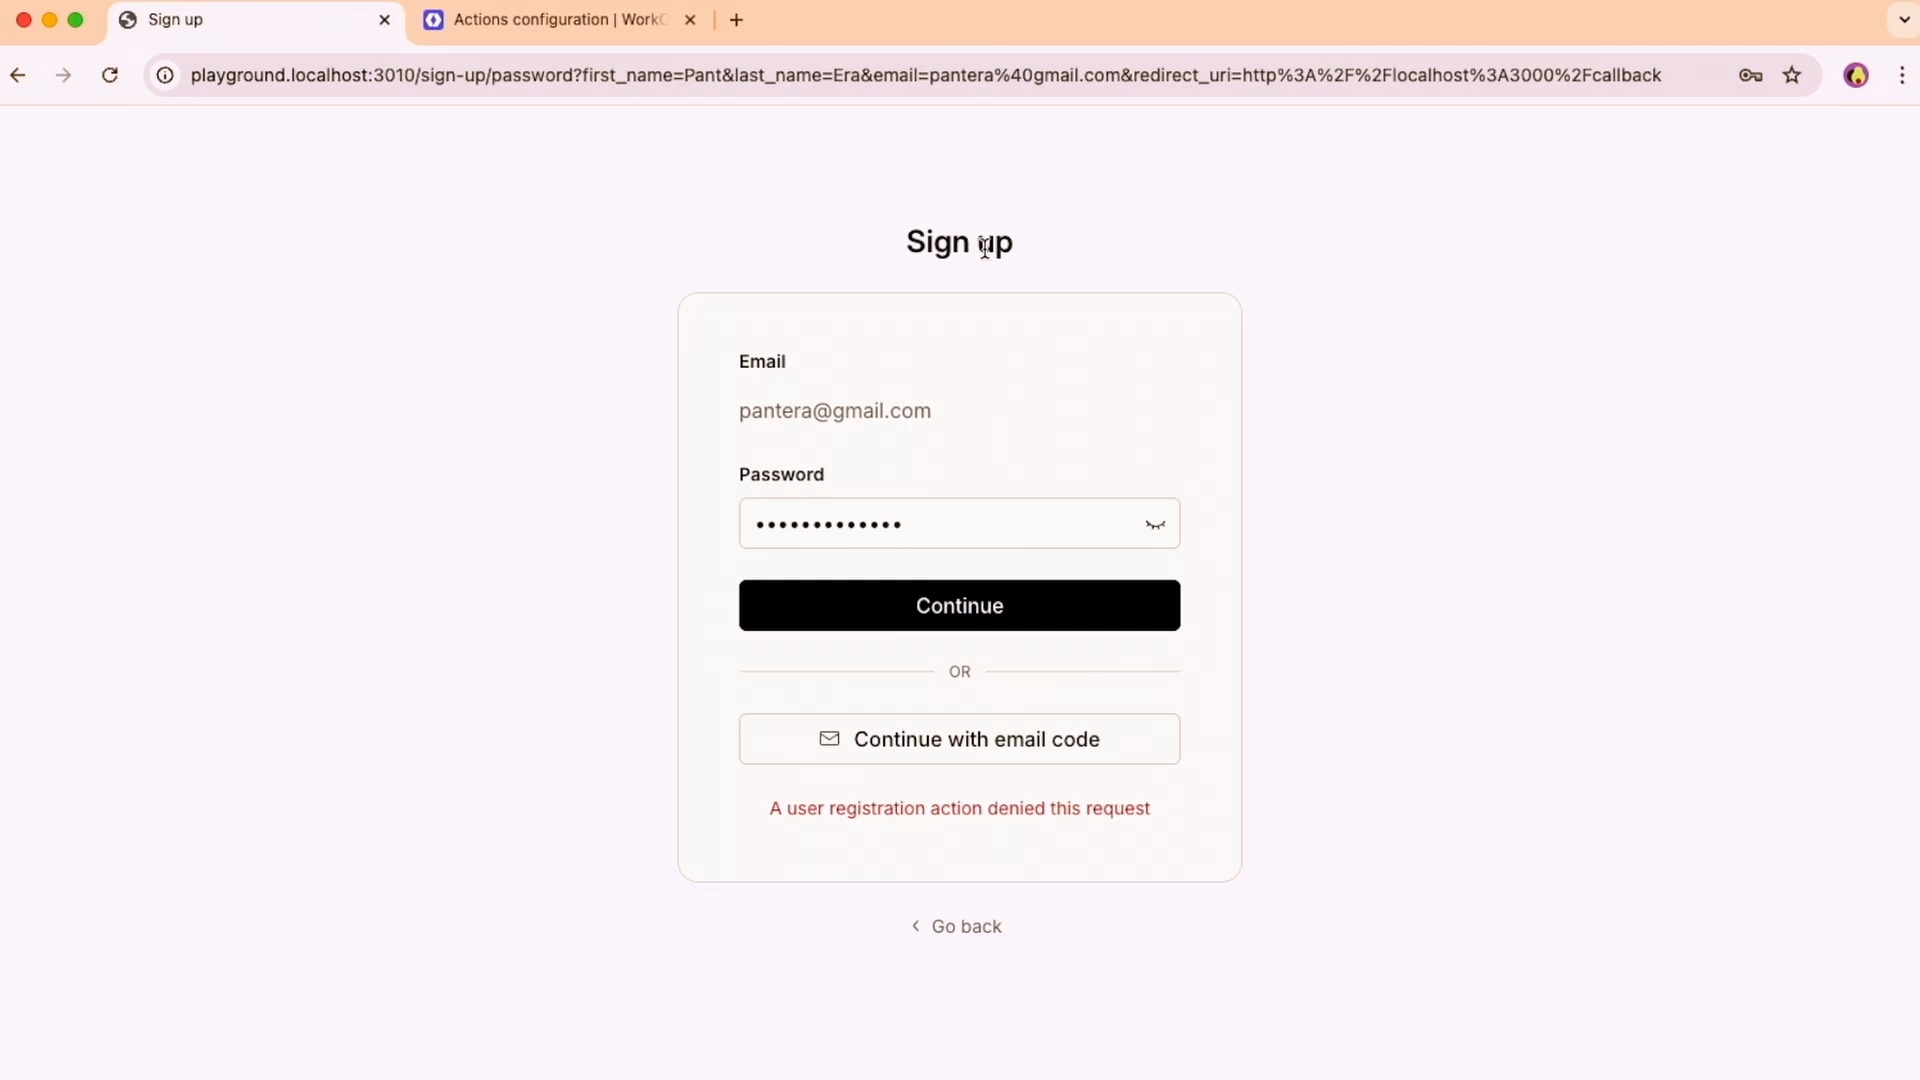 Sign up
Actions configuration | Work
playground.localhost:3010/sign-up/password?first_name=Pant&last_name=Era&email=pantera%40gmail.com&redirect_uri=http%3A%2F%2Flocalhost%3A3000%2Fcallback
Sign up
Email
pantera@gmail.com
Password
Continue
OR
Continue with email code
A user registration action denied this request
Go back